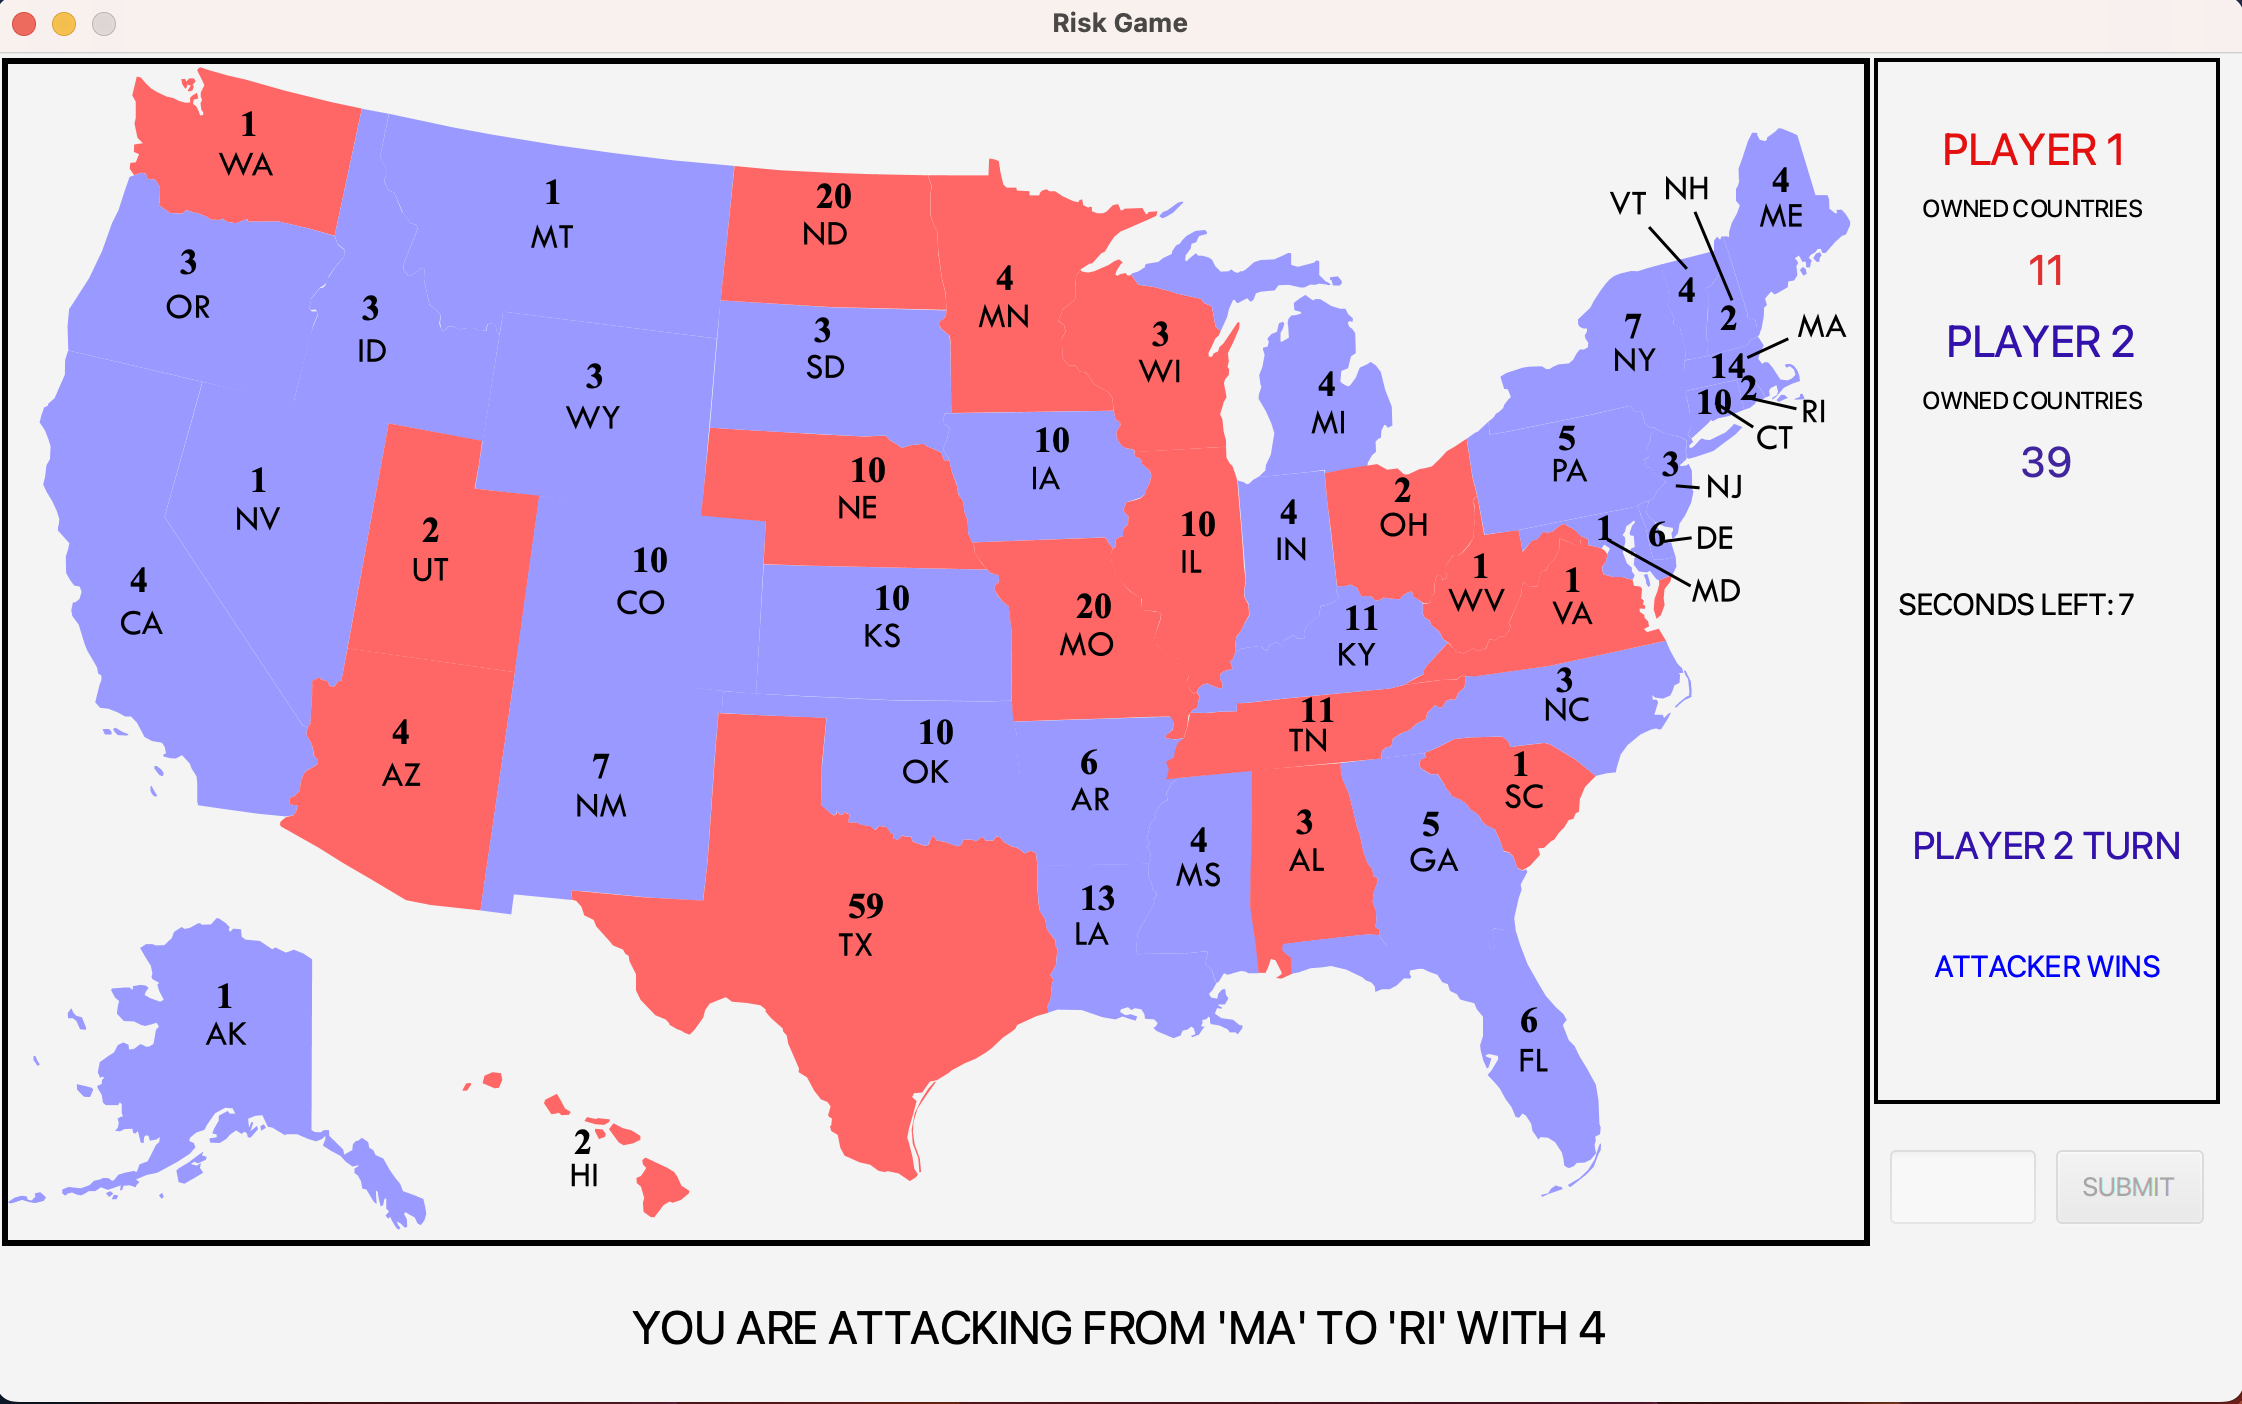 Risk Game
1
WA
1
MT
20
ND
4
MN
3
OR
3
ID
3
WY
3
SD
3
WI
4
MI
VT
NH
4
ME
4
2
7
NY
MA
14
2
10
RI
CT
1
NV
2
UT
10
CO
10
NE
10
IA
10
IL
4
IN
2
OH
5
PA
3
NJ
1
6
DE
MD
4
CA
10
KS
20
MO
11
KY
1
WV
1
VA
4
AZ
7
NM
10
OK
6
AR
11
TN
3
NC
1
SC
59
TX
13
LA
4
MS
3
AL
5
GA
6
FL
1
AK
2
HI
PLAYER 1
OWNED COUNTRIES
11
PLAYER 2
OWNED COUNTRIES
39
SECONDS LEFT: 7
PLAYER 2 TURN
ATTACKER WINS
SUBMIT
YOU ARE ATTACKING FROM 'MA' TO 'RI' WITH 4